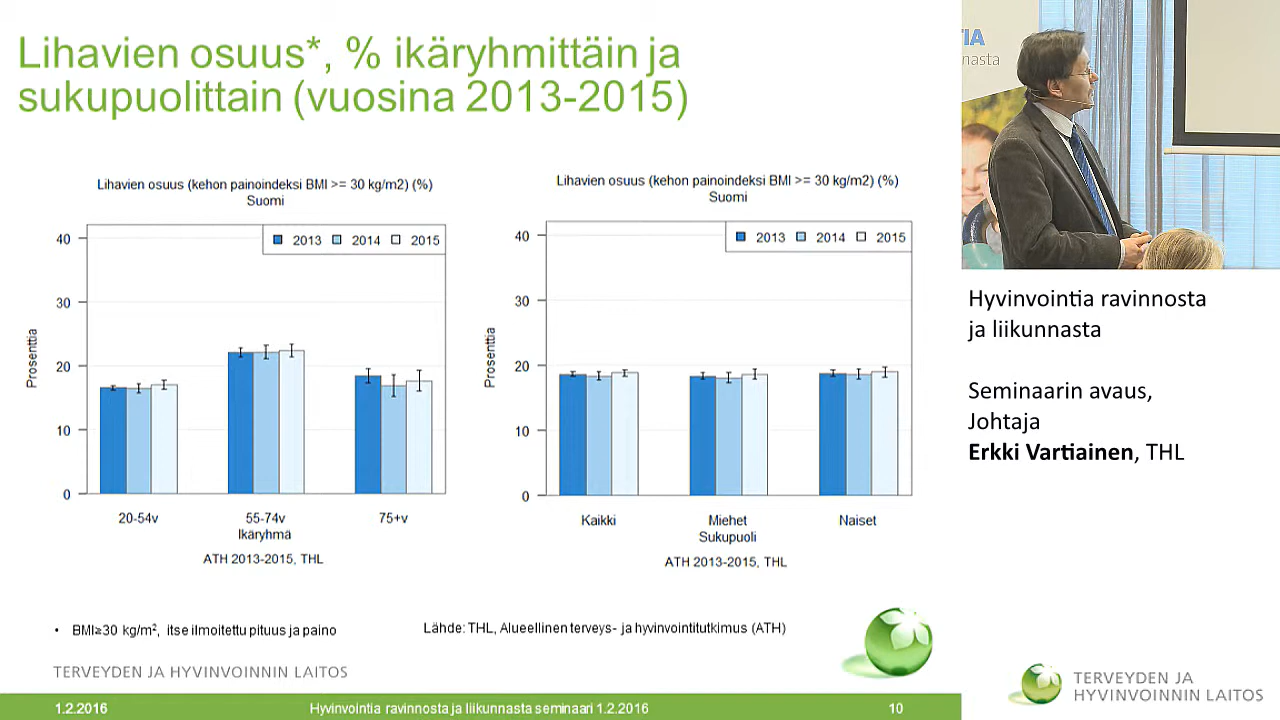 Lihavien osuus*, % ikäryhmittäin ja
sukupuolittain (vuosina 2013-2015)
Lihavien osuus (kehon painoindeksi BMI >= 30 kg/m2) (%)
Suomi
2013 2014 2015
40
30
20
10
0
Prosenttia
20-54v 55-74v 75+v
Ikäryhmä
ATH 2013-2015, THL
Lihavien osuus (kehon painoindeksi BMI >= 30 kg/m2) (%)
Suomi
2013 2014 2015
40
30
20
10
0
Prosenttia
Kaikki Miehet Naiset
Sukupuoli
ATH 2013-2015, THL
• BMI≥30 kg/m², itse ilmoitettu pituus ja paino
Lähde: THL, Alueellinen terveys- ja hyvinvointitutkimus (ATH)
TERVEYDEN JA HYVINVOINNIN LAITOS
1.2.2016 Hyvintointia ravinnosta ja liikunnasta seminaari 1.2.2016 10
Hyvinvointia ravinnosta
ja liikunnasta
Seminaarin avaus,
Johtaja
Erkki Vartiainen, THL
TERVEYDEN JA
HYVINVOINNIN LAITOS